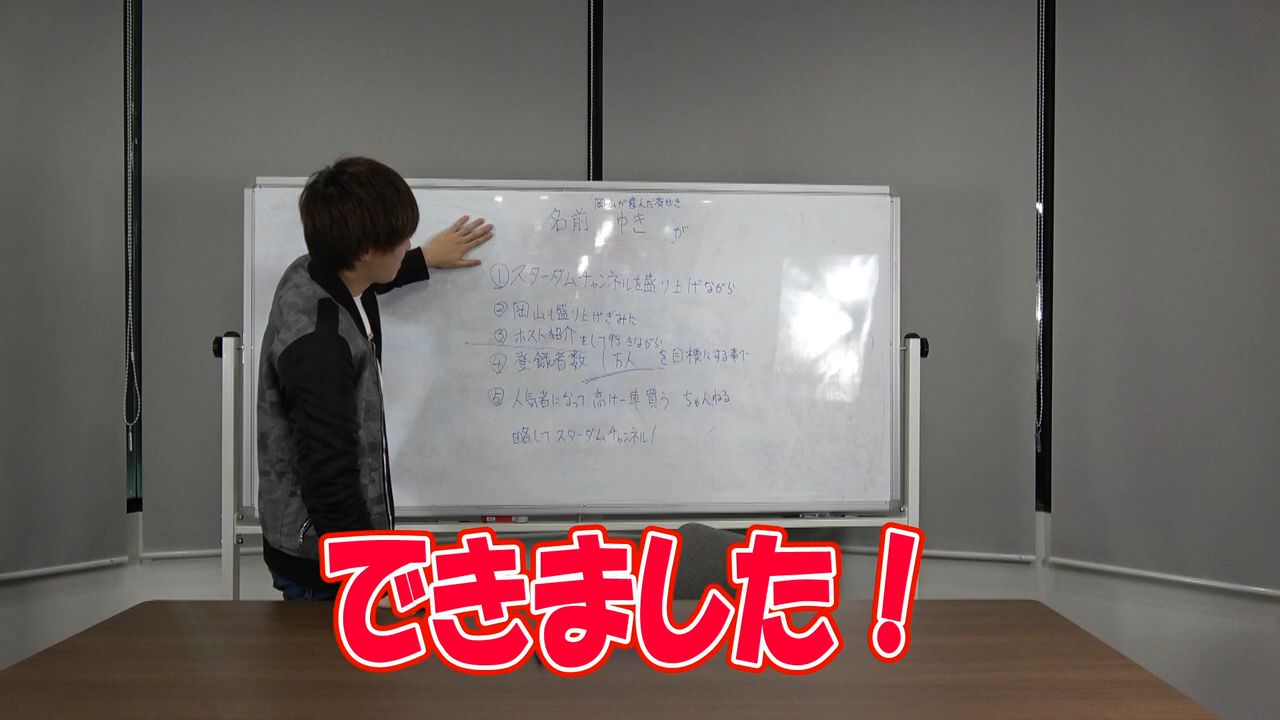 岡山が産んだ奇せき
名前 ゆき が
①スターダムチャンネルを盛り上げながら
②岡山も盛り上げぎみた
③ホスト紹介をして行きながら
④登録者数 1万人 を目標にする事で
⑤人気者になって高けー車買う ちゃんねる
略してスターダムチャンネル!
できました!